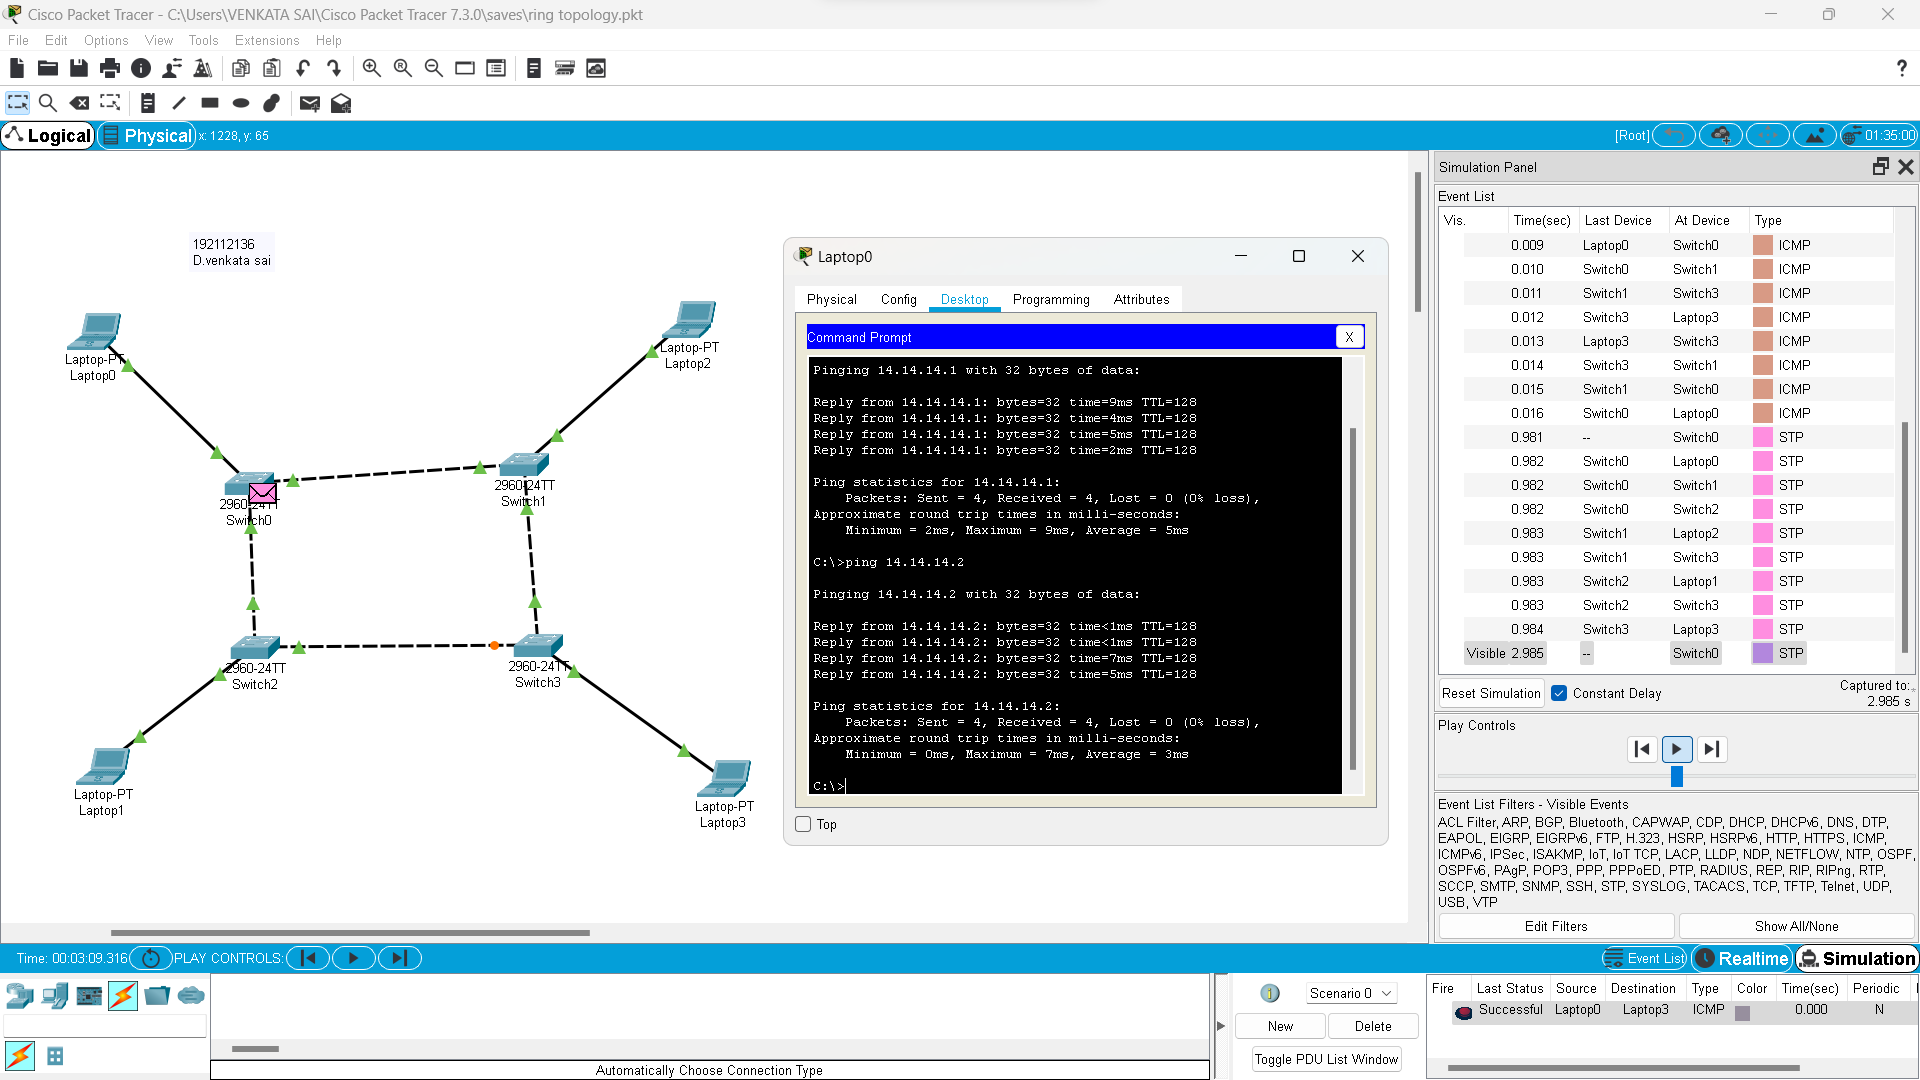 Cisco Packet Tracer - C:\Users\VENKATA SAI\Cisco Packet Tracer 7.3.0\saves\ring topology.pkt
File Edit Options View Tools Extensions Help
?
Logical Physical x: 1228, y: 65 [Root] 01:35:00
192112136
D.venkata sai
Laptop-PT
Laptop0
Laptop-PT
Laptop2
2960-24TT
Switch0
2960-24TT
Switch1
2960-24TT
Switch2
2960-24TT
Switch3
Laptop-PT
Laptop1
Laptop-PT
Laptop3
Laptop0
Physical Config Desktop Programming Attributes
Command Prompt X
Pinging 14.14.14.1 with 32 bytes of data:
Reply from 14.14.14.1: bytes=32 time=9ms TTL=128
Reply from 14.14.14.1: bytes=32 time=4ms TTL=128
Reply from 14.14.14.1: bytes=32 time=5ms TTL=128
Reply from 14.14.14.1: bytes=32 time=2ms TTL=128
Ping statistics for 14.14.14.1:
Packets: Sent = 4, Received = 4, Lost = 0 (0% loss),
Approximate round trip times in milli-seconds:
Minimum = 2ms, Maximum = 9ms, Average = 5ms
C:\>ping 14.14.14.2
Pinging 14.14.14.2 with 32 bytes of data:
Reply from 14.14.14.2: bytes=32 time<1ms TTL=128
Reply from 14.14.14.2: bytes=32 time<1ms TTL=128
Reply from 14.14.14.2: bytes=32 time=7ms TTL=128
Reply from 14.14.14.2: bytes=32 time=5ms TTL=128
Ping statistics for 14.14.14.2:
Packets: Sent = 4, Received = 4, Lost = 0 (0% loss),
Approximate round trip times in milli-seconds:
Minimum = 0ms, Maximum = 7ms, Average = 3ms
C:\>
Top
Simulation Panel
Event List
Vis. Time(sec) Last Device At Device Type
0.009 Laptop0 Switch0 ICMP
0.010 Switch0 Switch1 ICMP
0.011 Switch1 Switch3 ICMP
0.012 Switch3 Laptop3 ICMP
0.013 Laptop3 Switch3 ICMP
0.014 Switch3 Switch1 ICMP
0.015 Switch1 Switch0 ICMP
0.016 Switch0 Laptop0 ICMP
0.981 -- Switch0 STP
0.982 Switch0 Laptop0 STP
0.982 Switch0 Switch1 STP
0.982 Switch0 Switch2 STP
0.983 Switch1 Laptop2 STP
0.983 Switch1 Switch3 STP
0.983 Switch2 Laptop1 STP
0.983 Switch2 Switch3 STP
0.984 Switch3 Laptop3 STP
Visible 2.985 -- Switch0 STP
Reset Simulation Constant Delay Captured to:
2.985 s
Play Controls
Event List Filters - Visible Events
ACL Filter, ARP, BGP, Bluetooth, CAPWAP, CDP, DHCP, DHCPv6, DNS, DTP,
EAPOL, EIGRP, EIGRPv6, FTP, H.323, HSRP, HSRPv6, HTTP, HTTPS, ICMP,
ICMPv6, IPSec, ISAKMP, IoT, IoT TCP, LACP, LLDP, NDP, NETFLOW, NTP, OSPF,
OSPFv6, PAgP, POP3, PPP, PPPoED, PTP, RADIUS, REP, RIP, RIPng, RTP,
SCCP, SMTP, SNMP, SSH, STP, SYSLOG, TACACS, TCP, TFTP, Telnet, UDP,
USB, VTP
Edit Filters Show All/None
Time: 00:03:09.316 PLAY CONTROLS: Event List Realtime Simulation
Scenario 0
New Delete
Toggle PDU List Window
Fire Last Status Source Destination Type Color Time(sec) Periodic
Successful Laptop0 Laptop3 ICMP 0.000 N
Automatically Choose Connection Type